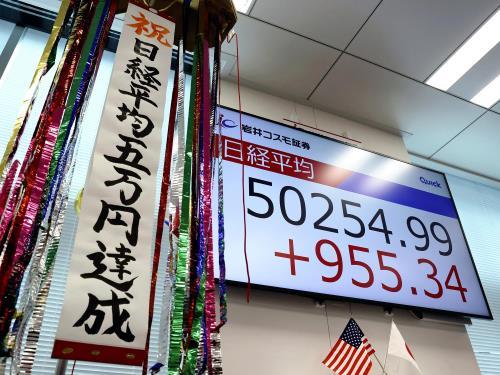 祝
日経平均五万円達成
岩井コスモ証券
日経平均
Quick
50254.99
+955.34